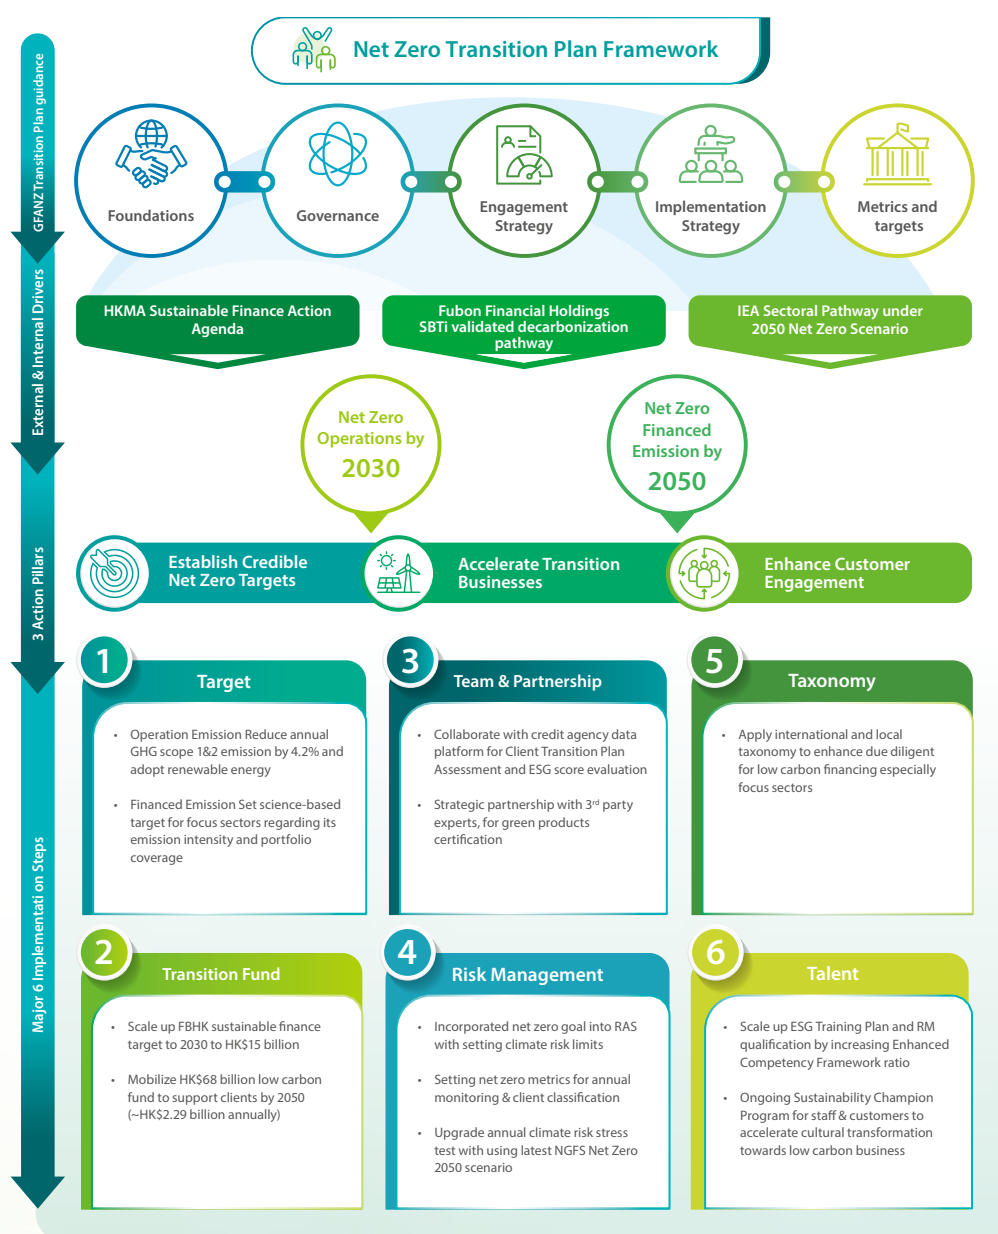 Net Zero Transition Plan Framework
GFANZ Transition Plan guidance
Foundations
Governance
Engagement
Strategy
Implementation
Strategy
Metrics and
targets
External & Internal Drivers
HKMA Sustainable Finance Action
Agenda
Fubon Financial Holdings
SBTi validated decarbonization
pathway
IEA Sectoral Pathway under
2050 Net Zero Scenario
Net Zero
Operations by
2030
Net Zero
Financed
Emission by
2050
3 Action Pillars
Establish Credible
Net Zero Targets
Accelerate Transition
Businesses
Enhance Customer
Engagement
Major 6 Implementati on Steps
1
Target
• Operation Emission Reduce annual
GHG scope 1&2 emission by 4.2% and
adopt renewable energy
• Financed Emission Set science-based
target for focus sectors regarding its
emission intensity and portfolio
coverage
3
Team & Partnership
• Collaborate with credit agency data
platform for Client Transition Plan
Assessment and ESG score evaluation
• Strategic partnership with 3rd party
experts, for green products
certification
5
Taxonomy
• Apply international and local
taxonomy to enhance due diligent
for low carbon financing especially
focus sectors
2
Transition Fund
• Scale up FBHK sustainable finance
target to 2030 to HK$15 billion
• Mobilize HK$68 billion low carbon
fund to support clients by 2050
(~HK$2.29 billion annually)
4
Risk Management
• Incorporated net zero goal into RAS
with setting climate risk limits
• Setting net zero metrics for annual
monitoring & client classification
• Upgrade annual climate risk stress
test with using latest NGFS Net Zero
2050 scenario
6
Talent
• Scale up ESG Training Plan and RM
qualification by increasing Enhanced
Competency Framework ratio
• Ongoing Sustainability Champion
Program for staff & customers to
accelerate cultural transformation
towards low carbon business